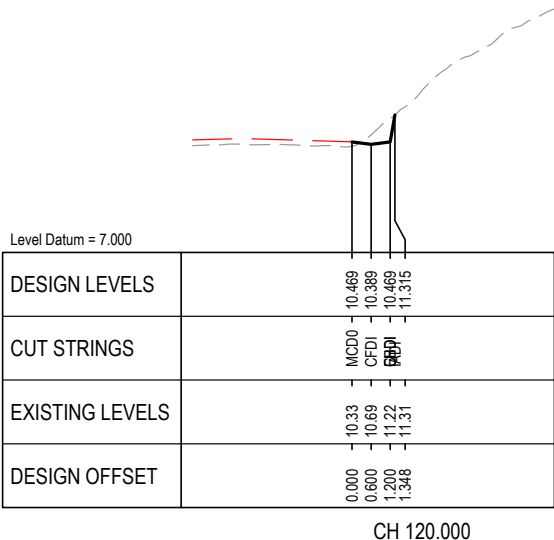 Level Datum = 7.000
DESIGN LEVELS 10.469 10.389 10.469 11.315
CUT STRINGS MCD0 CFDI
EXISTING LEVELS 10.33 10.69 11.22 11.31
DESIGN OFFSET 0.000 0.600 1.200 1.348
CH 120.000